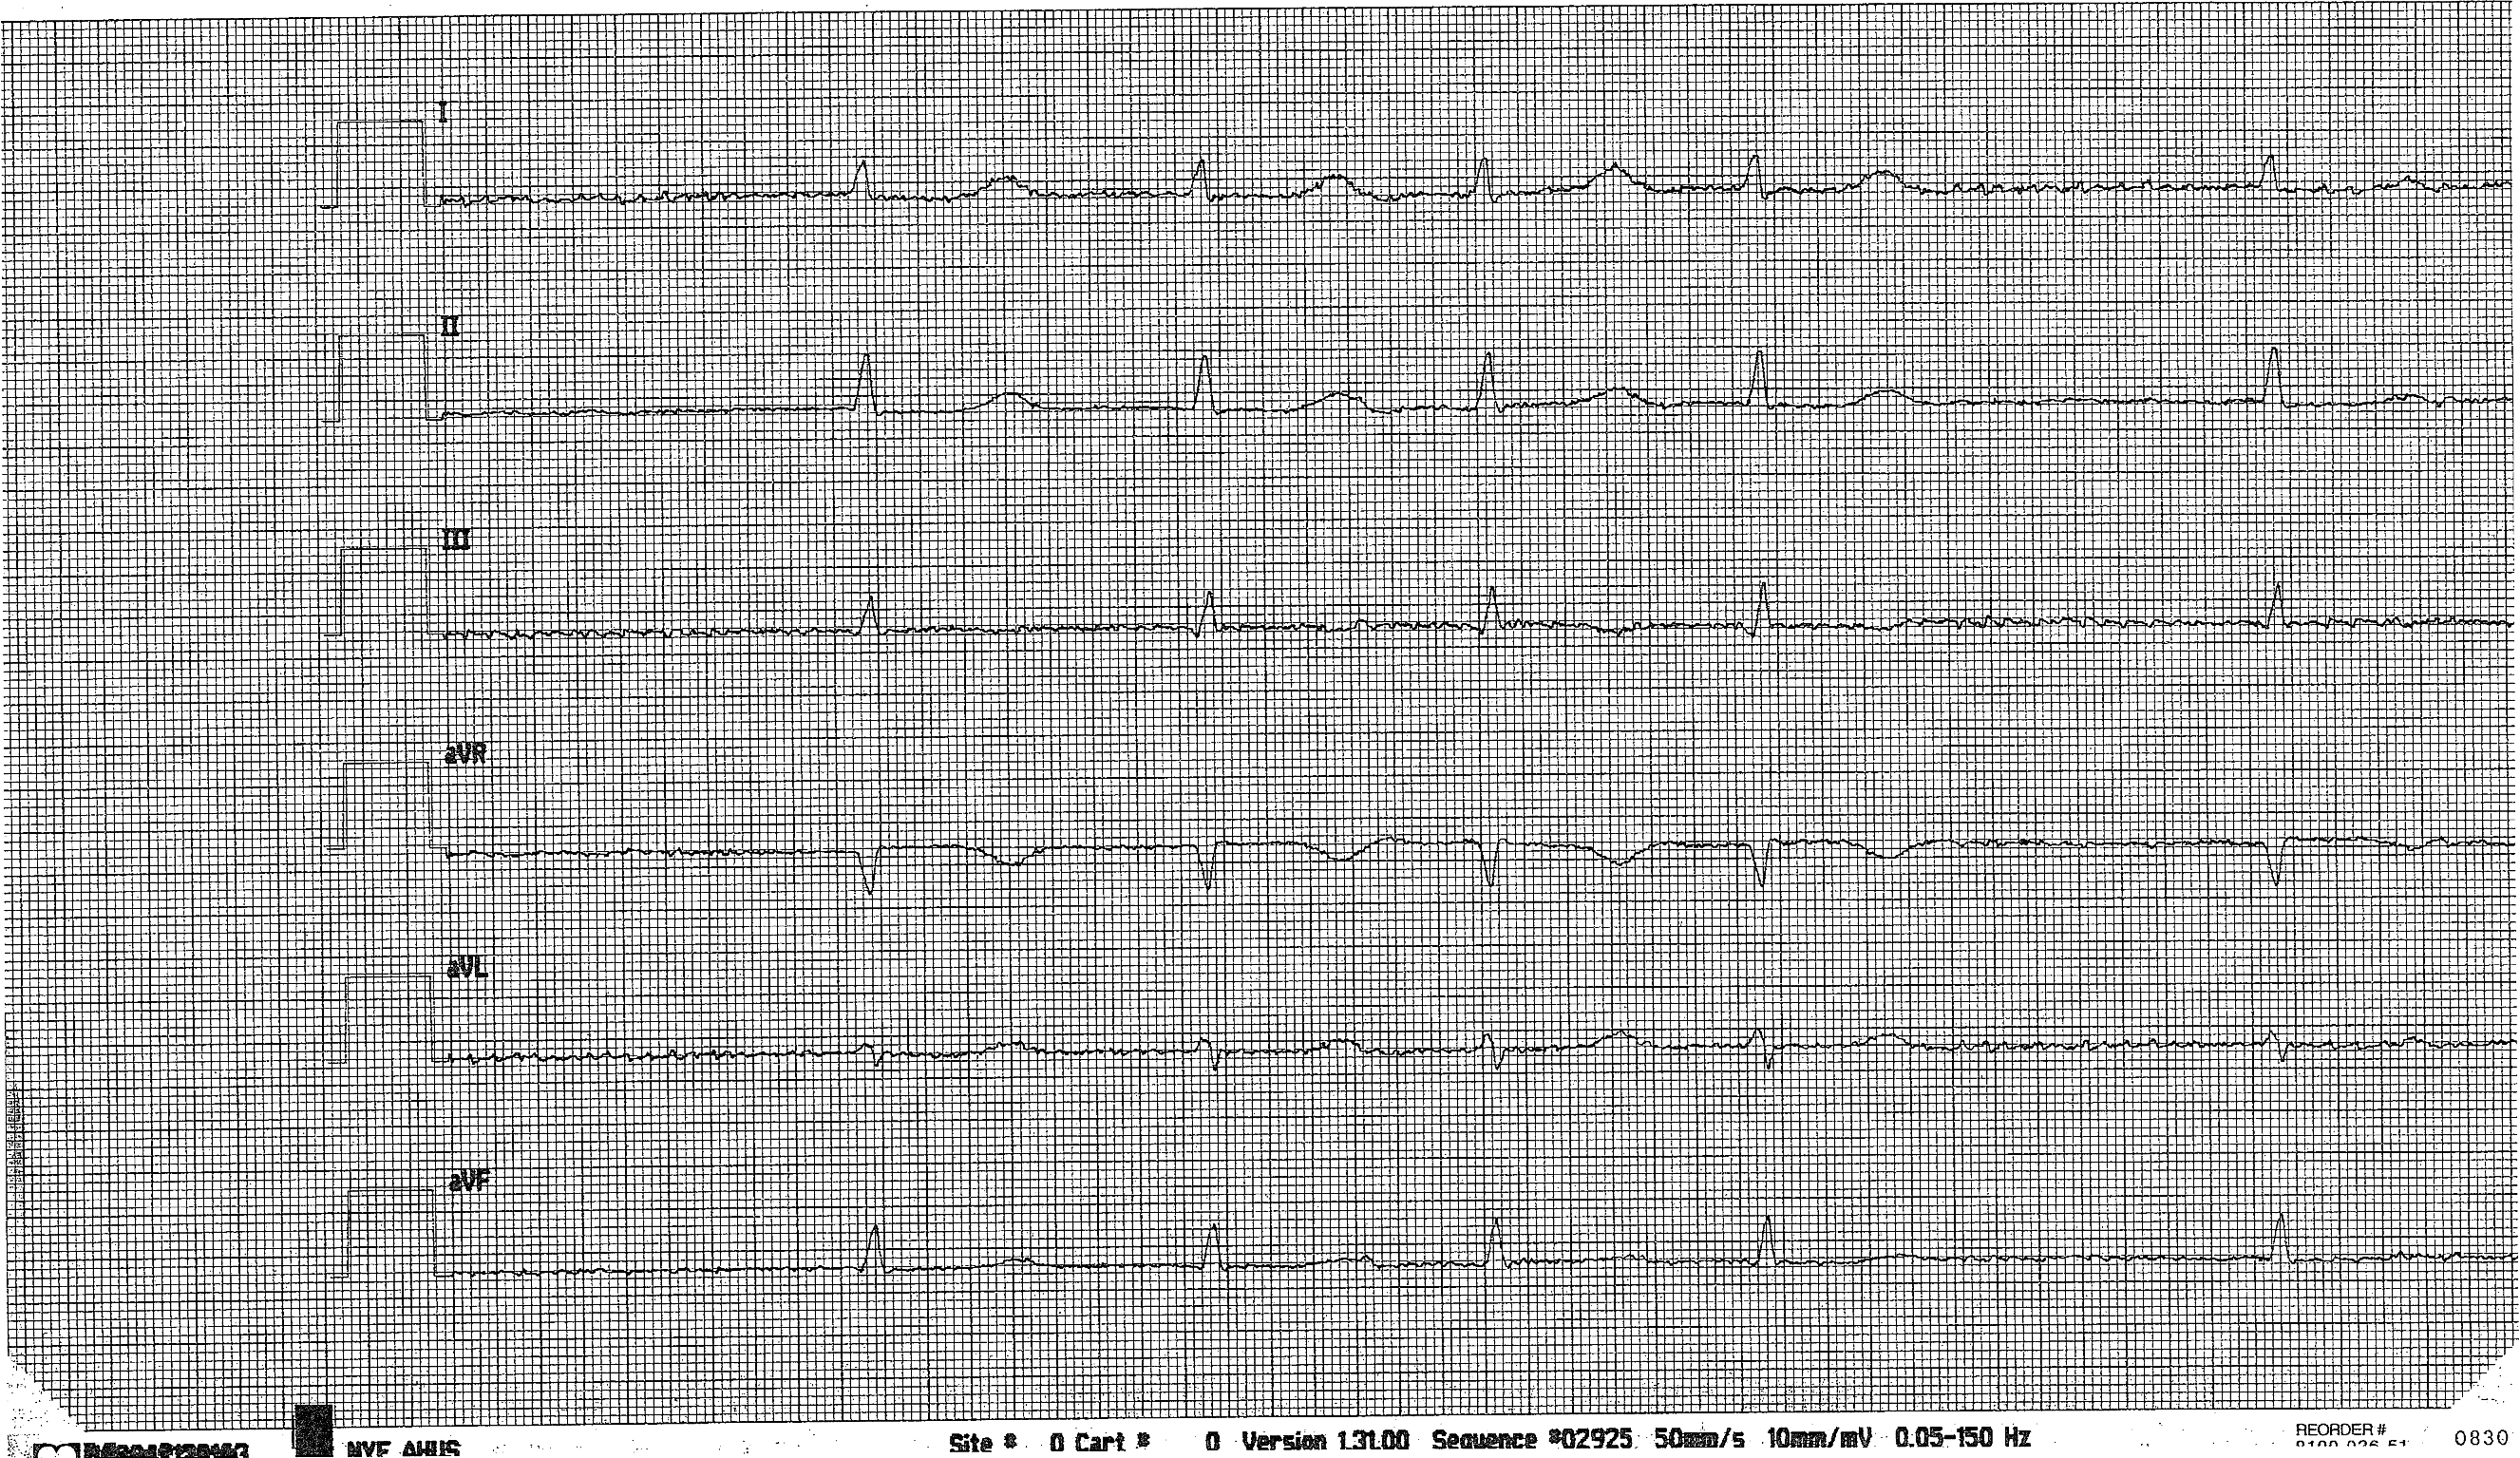 I
II
III
aVR
aVL
aVF
NYE AHUS
Site # 0 Cart # 0 Version 1.31.00 Sequence #02925 50mm/s 10mm/mV 0.05-150 Hz
REORDER #
0830